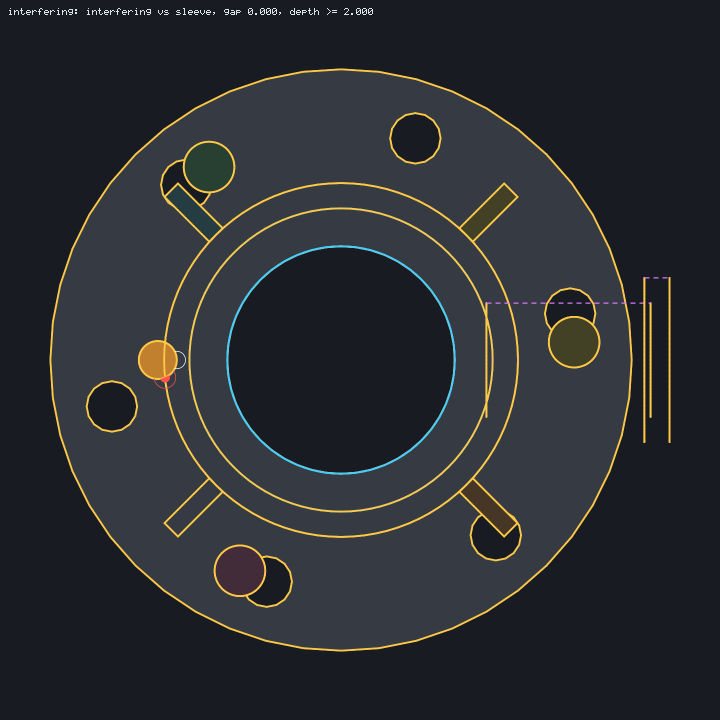 interfering: interfering vs sleeve, gap 0.000, depth >= 2.000